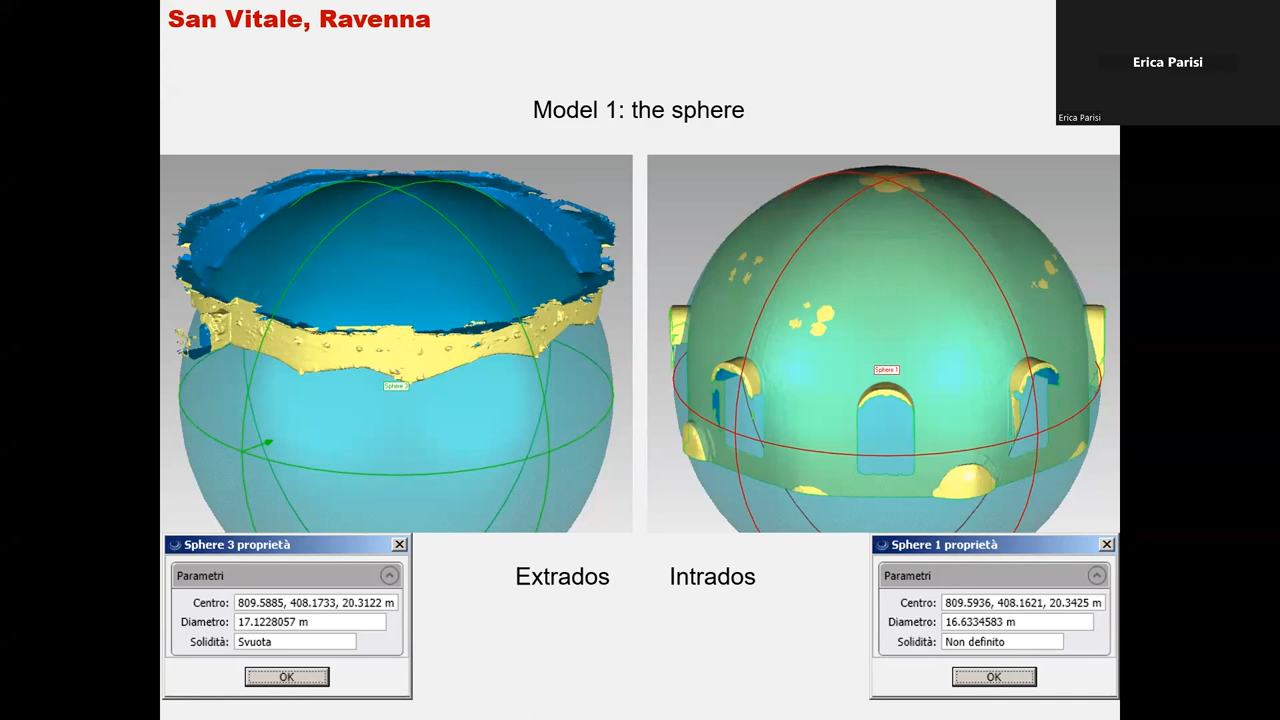 San Vitale, Ravenna
Erica Parisi
Erica Parisi
Model 1: the sphere
Sphere 3
Sphere 1
Sphere 3 proprietà
Parametri
Centro: 809.5885, 408.1733, 20.3122 m
Diametro: 17.1228057 m
Solidità: Svuota
OK
Extrados
Intrados
Sphere 1 proprietà
Parametri
Centro: 809.5936, 408.1621, 20.3425 m
Diametro: 16.6334583 m
Solidità: Non definito
OK